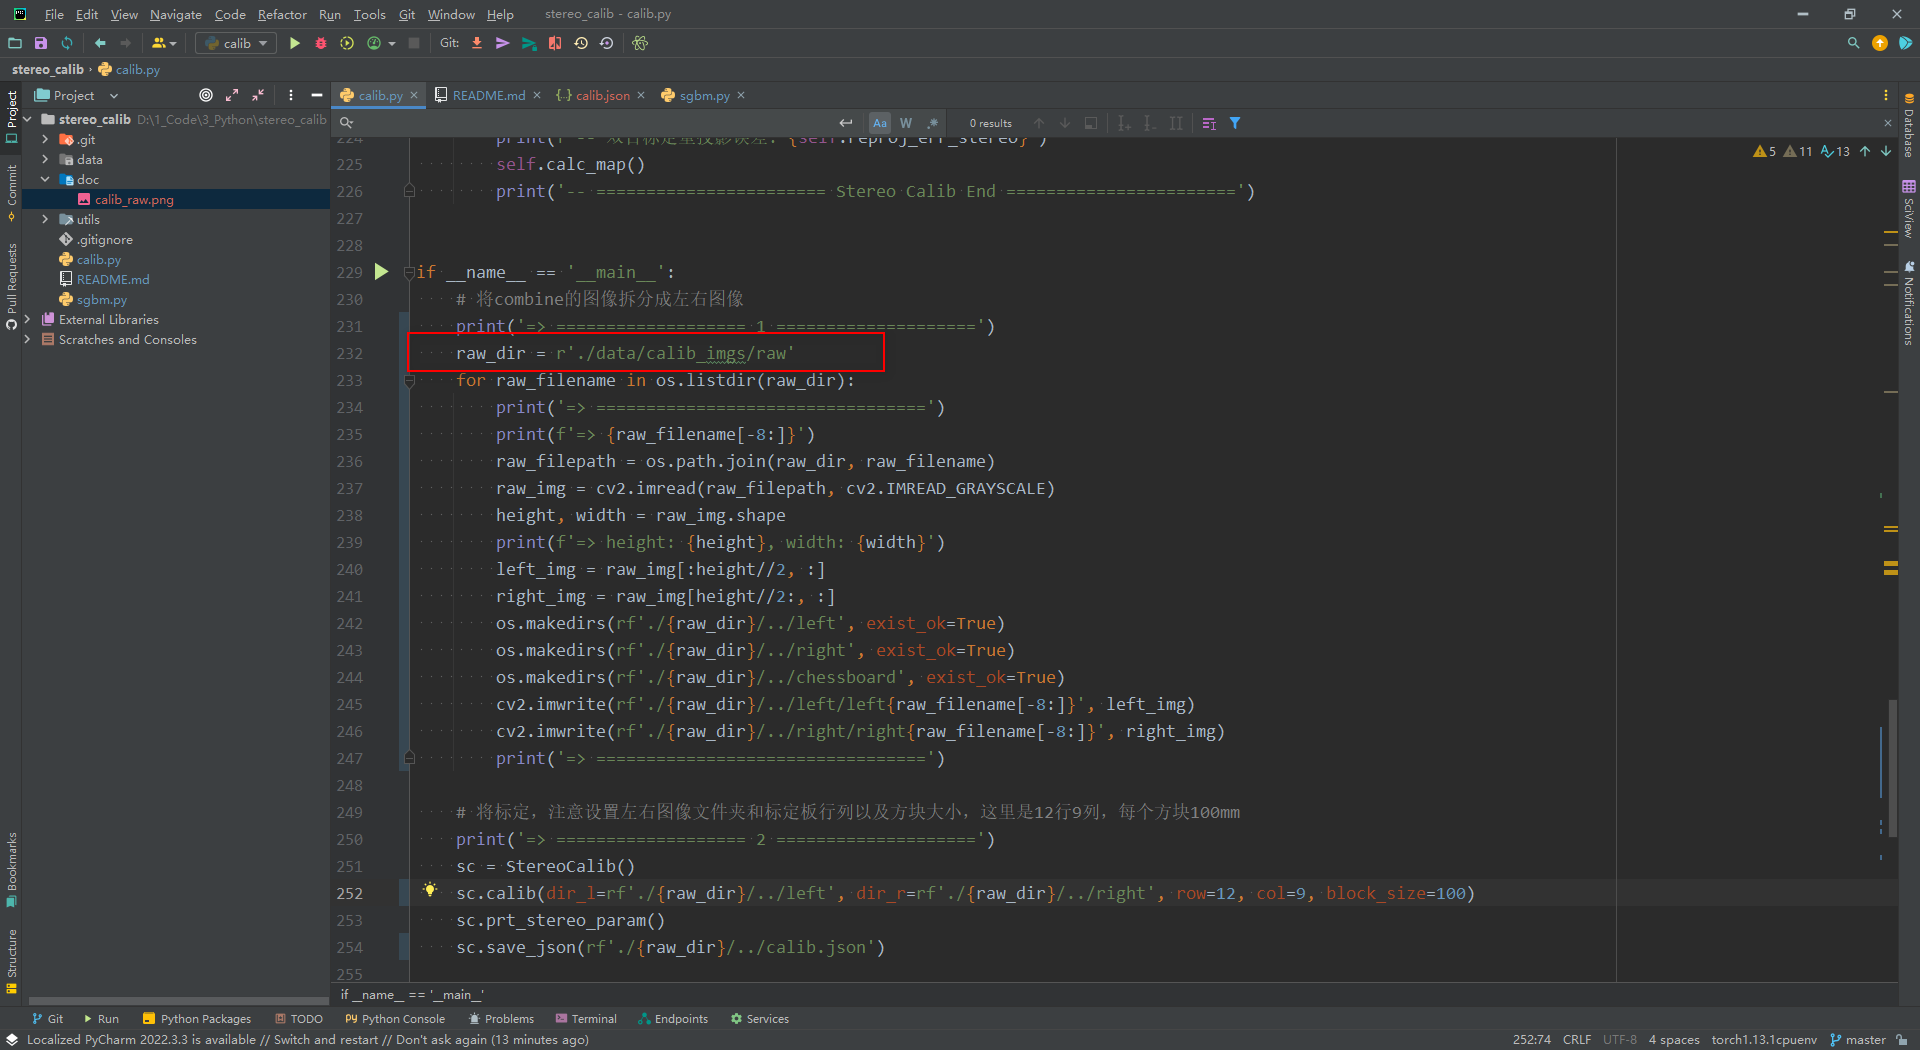 File Edit View Navigate Code Refactor Run Tools Git Window Help stereo_calib - calib.py
calib Git:
stereo_calib › calib.py
Project
stereo_calib D:\1_Code\3_Python\stereo_calib
.git
data
doc
calib_raw.png
utils
.gitignore
calib.py
README.md
sgbm.py
External Libraries
Scratches and Consoles
Project
Commit
Pull Requests
Bookmarks
Structure
calib.py README.md calib.json sgbm.py
Aa W .* 0 results
5 11 13
224 print(f'-- 双目标定重投影误差: {self.reproj_err_stereo}')
225 self.calc_map()
226 print('-- ======================= Stereo Calib End =======================')
227
228
229 if __name__ == '__main__':
230 # 将combine的图像拆分成左右图像
231 print('=> =================== 1 ====================')
232 raw_dir = r'./data/calib_imgs/raw'
233 for raw_filename in os.listdir(raw_dir):
234 print('=> =================================')
235 print(f'=> {raw_filename[-8:]}')
236 raw_filepath = os.path.join(raw_dir, raw_filename)
237 raw_img = cv2.imread(raw_filepath, cv2.IMREAD_GRAYSCALE)
238 height, width = raw_img.shape
239 print(f'=> height: {height}, width: {width}')
240 left_img = raw_img[:height//2, :]
241 right_img = raw_img[height//2:, :]
242 os.makedirs(rf'./{raw_dir}/../left', exist_ok=True)
243 os.makedirs(rf'./{raw_dir}/../right', exist_ok=True)
244 os.makedirs(rf'./{raw_dir}/../chessboard', exist_ok=True)
245 cv2.imwrite(rf'./{raw_dir}/../left/left{raw_filename[-8:]}', left_img)
246 cv2.imwrite(rf'./{raw_dir}/../right/right{raw_filename[-8:]}', right_img)
247 print('=> =================================')
248
249 # 将标定，注意设置左右图像文件夹和标定板行列以及方块大小，这里是12行9列，每个方块100mm
250 print('=> =================== 2 ====================')
251 sc = StereoCalib()
252 sc.calib(dir_l=rf'./{raw_dir}/../left', dir_r=rf'./{raw_dir}/../right', row=12, col=9, block_size=100)
253 sc.prt_stereo_param()
254 sc.save_json(rf'./{raw_dir}/../calib.json')
255
if __name__ == '__main__'
Database
SciView
Notifications
Git Run Python Packages TODO Python Console Problems Terminal Endpoints Services
Localized PyCharm 2022.3.3 is available // Switch and restart // Don't ask again (13 minutes ago) 252:74 CRLF UTF-8 4 spaces torch1.13.1cpuenv master